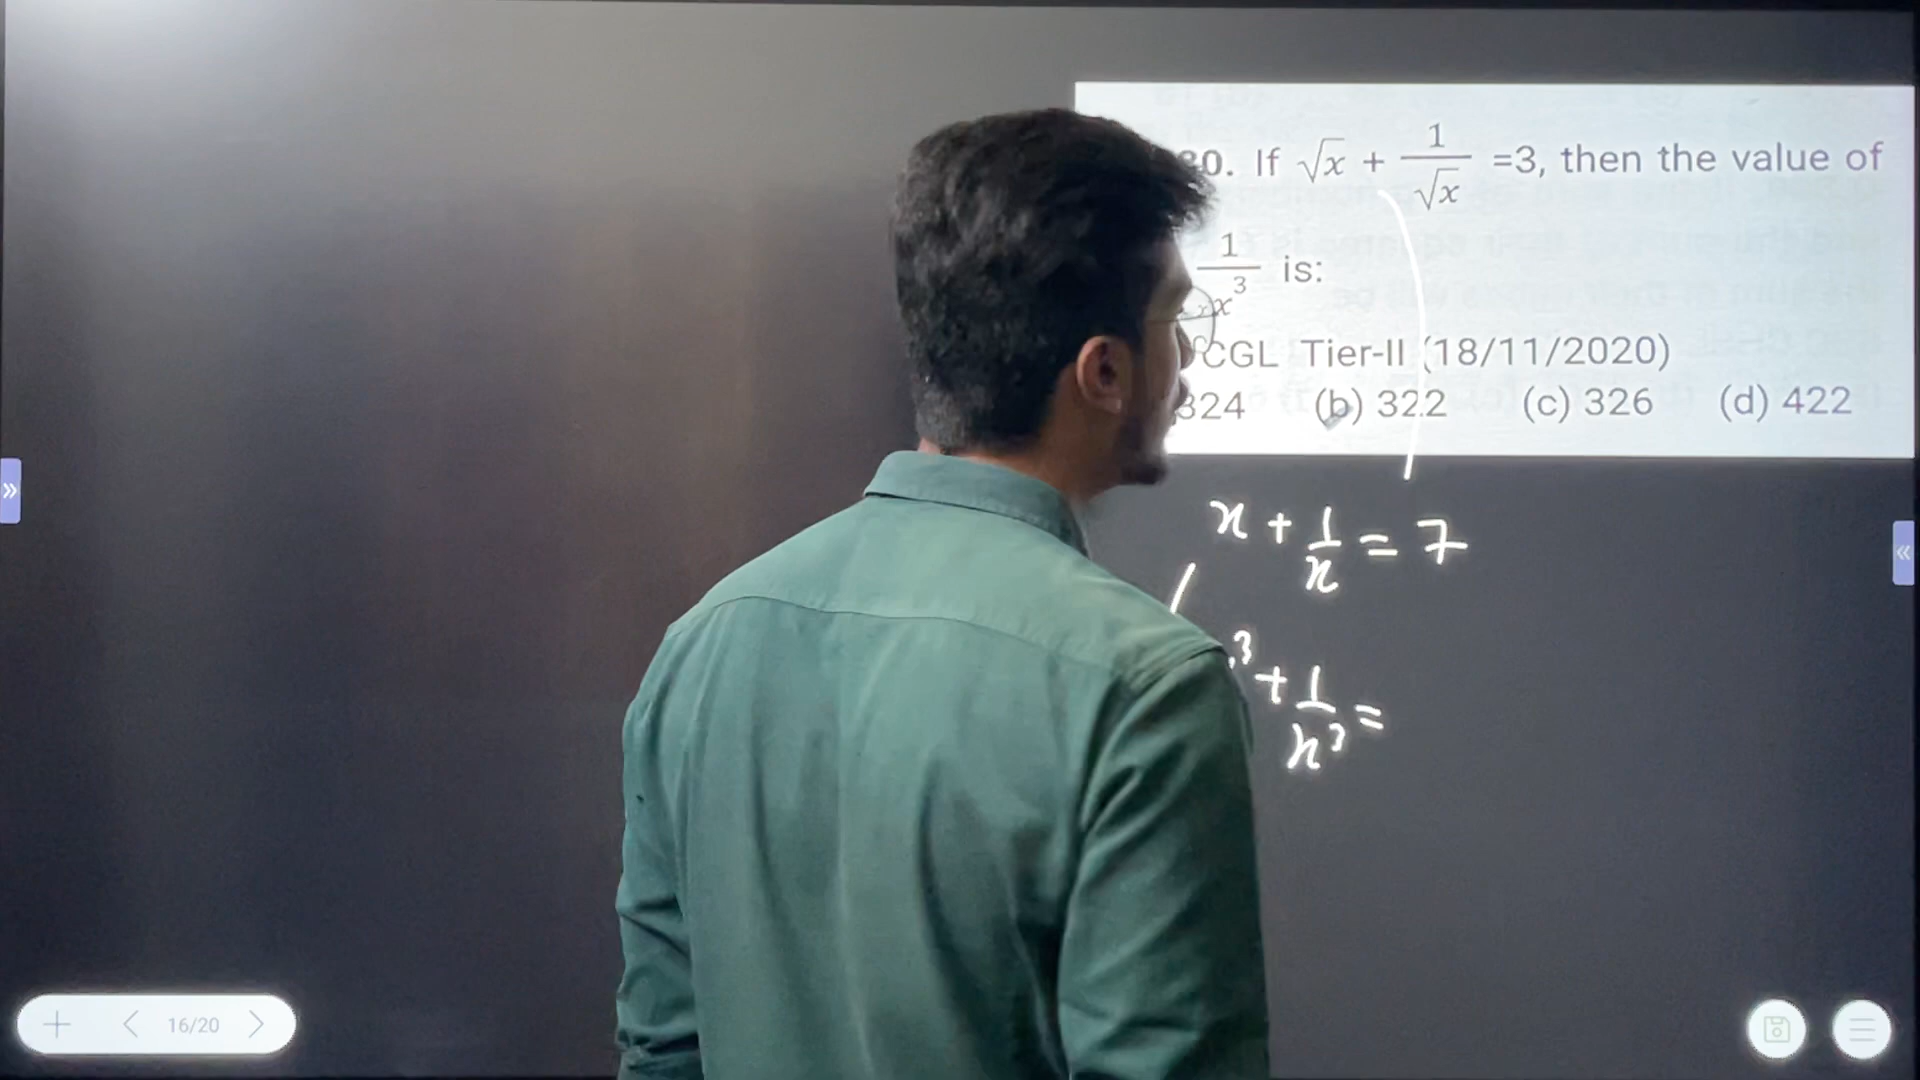 0. If √x + 1/√x =3, then the value of
1/x³ is:
CGL Tier-II (18/11/2020)
324 (b) 322 (c) 326 (d) 422
x + 1/x = 7
³ + 1/x³ =
16/20